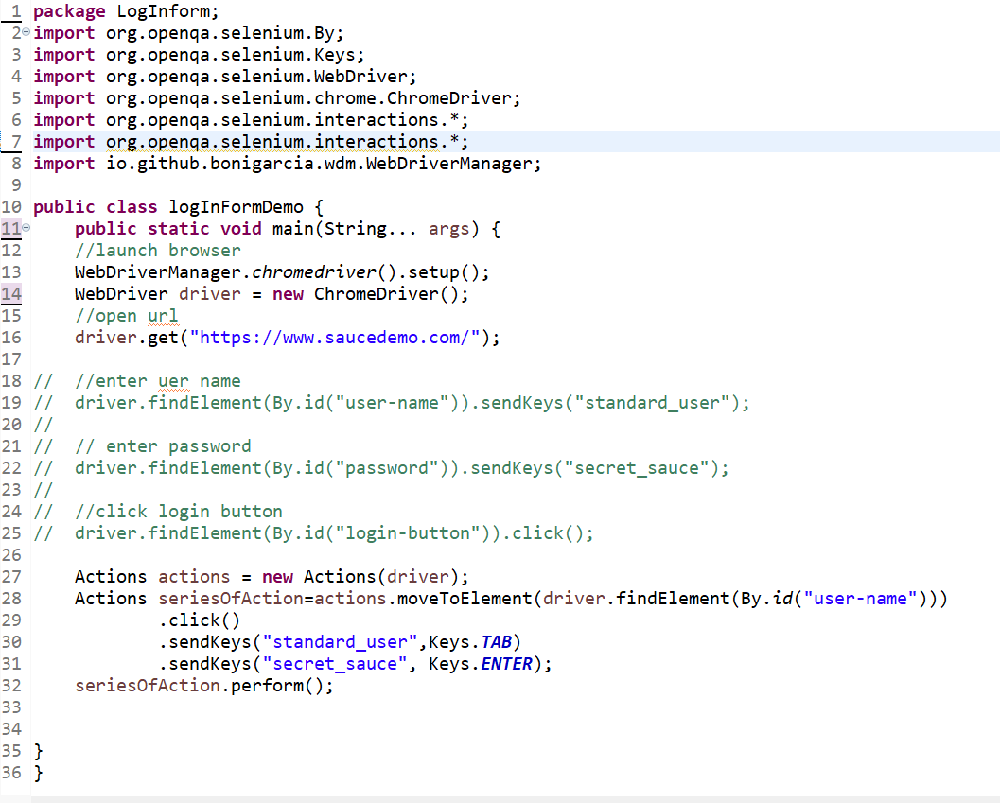 1 package LogInform;
2 import org.openqa.selenium.By;
3 import org.openqa.selenium.Keys;
4 import org.openqa.selenium.WebDriver;
5 import org.openqa.selenium.chrome.ChromeDriver;
6 import org.openqa.selenium.interactions.*;
7 import org.openqa.selenium.interactions.*;
8 import io.github.bonigarcia.wdm.WebDriverManager;
9
10 public class logInFormDemo {
11     public static void main(String... args) {
12     //launch browser
13     WebDriverManager.chromedriver().setup();
14     WebDriver driver = new ChromeDriver();
15     //open url
16     driver.get("https://www.saucedemo.com/");
17
18 //  //enter uer name
19 //  driver.findElement(By.id("user-name")).sendKeys("standard_user");
20 //
21 //  // enter password
22 //  driver.findElement(By.id("password")).sendKeys("secret_sauce");
23 //
24 //  //click login button
25 //  driver.findElement(By.id("login-button")).click();
26
27     Actions actions = new Actions(driver);
28     Actions seriesOfAction=actions.moveToElement(driver.findElement(By.id("user-name")))
29             .click()
30             .sendKeys("standard_user",Keys.TAB)
31             .sendKeys("secret_sauce", Keys.ENTER);
32     seriesOfAction.perform();
33
34
35 }
36 }